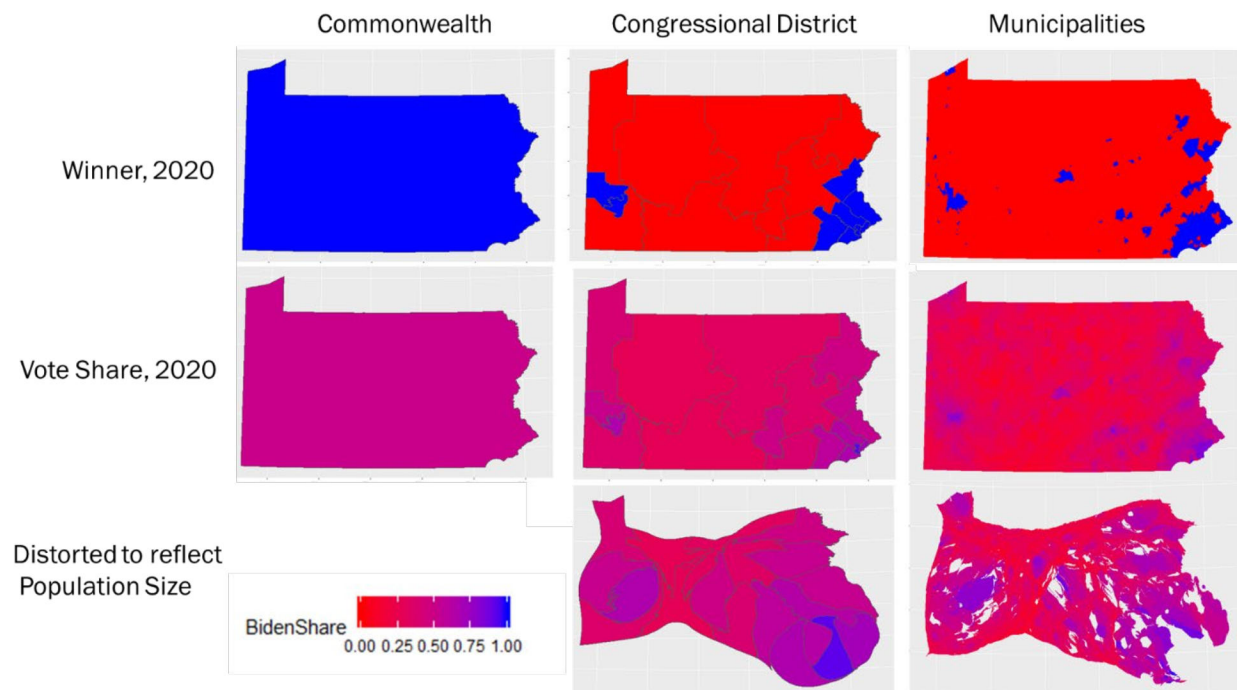 Commonwealth
Congressional District
Municipalities
Winner, 2020
Vote Share, 2020
Distorted to reflect
Population Size
BidenShare
0.00 0.25 0.50 0.75 1.00